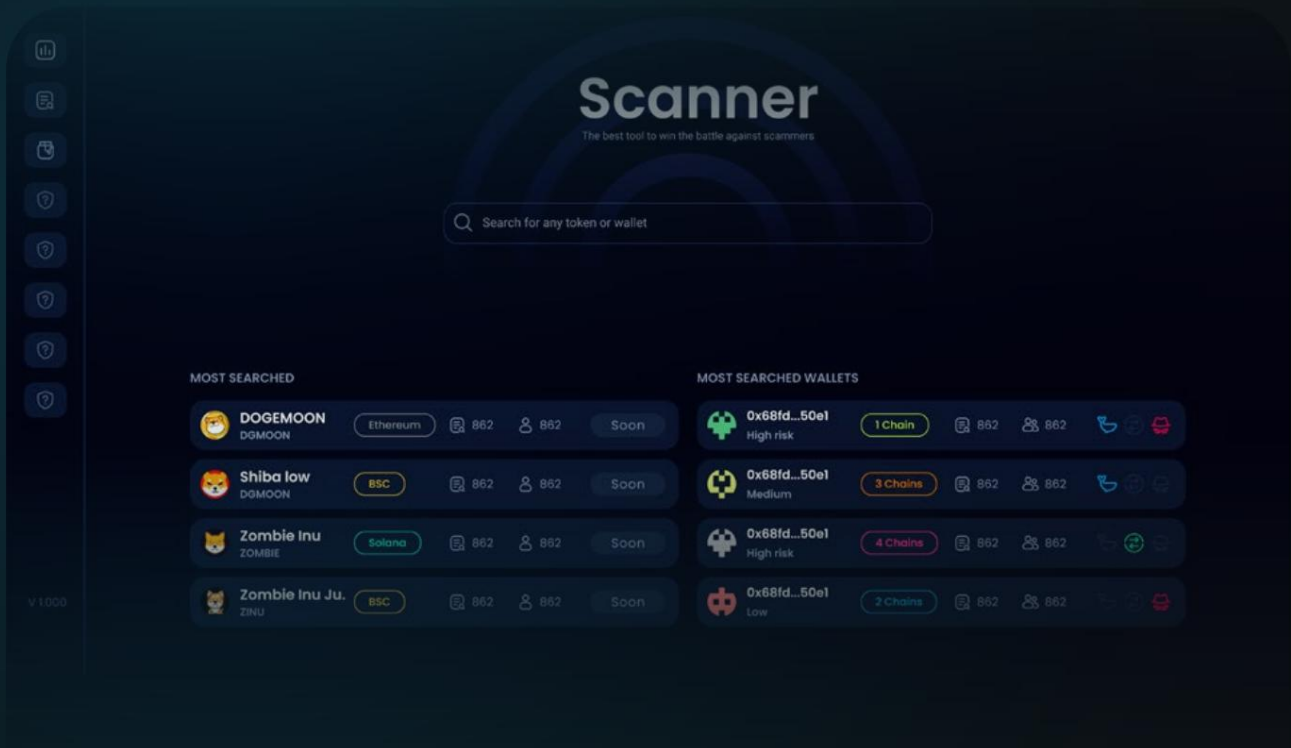 Scanner
The best tool to win the battle against scammers
Search for any token or wallet
MOST SEARCHED
DOGEMOON
DGMOON
Ethereum
862
862
Soon
Shiba low
DGMOON
BSC
862
862
Soon
Zombie Inu
ZOMBIE
Solana
862
862
Soon
Zombie Inu Ju.
ZINU
BSC
862
862
Soon
MOST SEARCHED WALLETS
0x68fd...50e1
High risk
1 Chain
862
862
0x68fd...50e1
Medium
3 Chains
862
862
0x68fd...50e1
High risk
4 Chains
862
862
0x68fd...50e1
Low
2 Chains
862
862
V 1.000